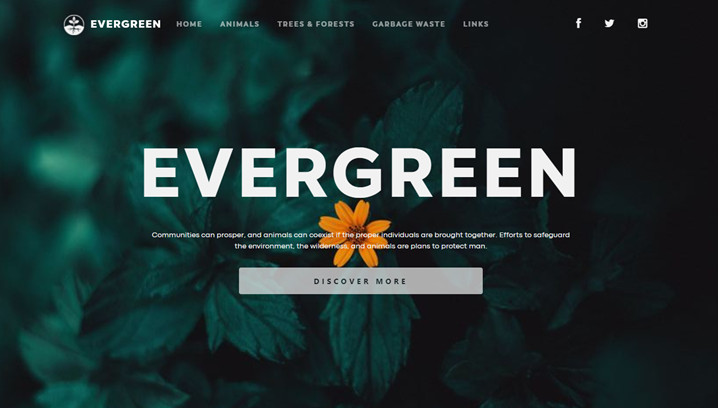 EVERGREEN
HOME ANIMALS TREES & FORESTS GARBAGE WASTE LINKS
EVERGREEN
Communities can prosper, and animals can coexist if the proper individuals are brought together. Efforts to safeguard
the environment, the wilderness, and animals are plans to protect man.
DISCOVER MORE